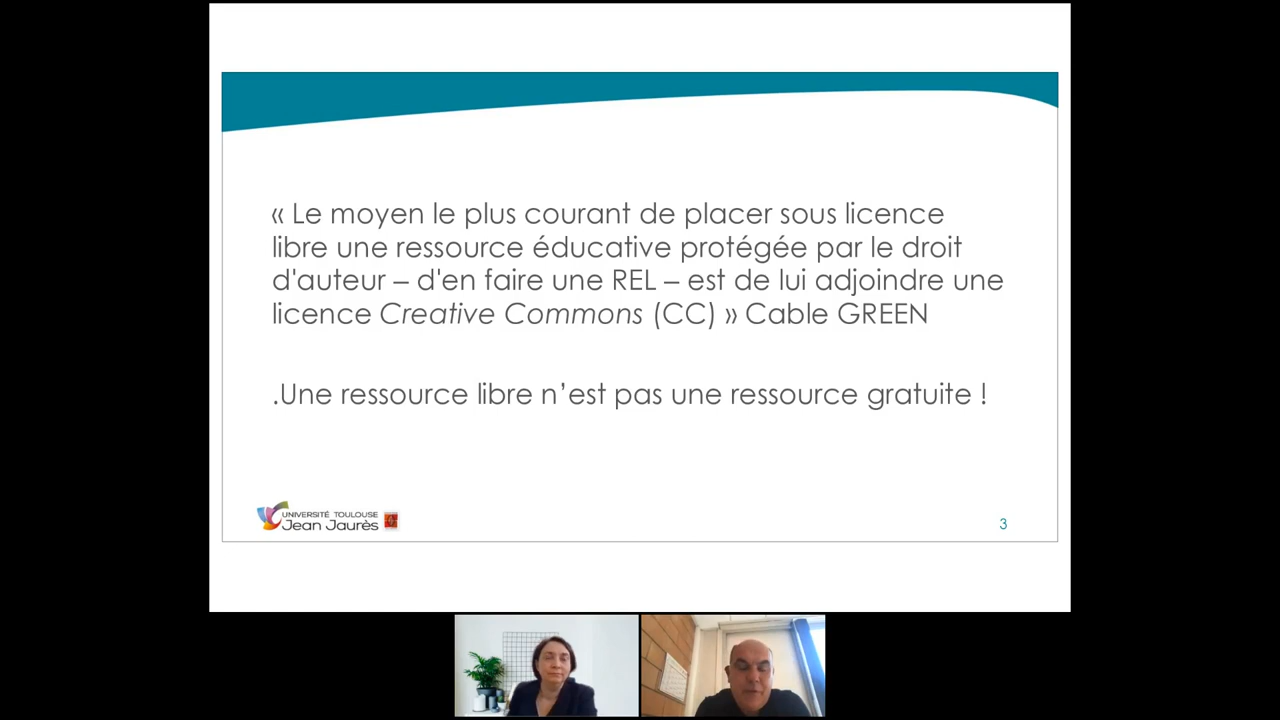 « Le moyen le plus courant de placer sous licence
libre une ressource éducative protégée par le droit
d'auteur – d'en faire une REL – est de lui adjoindre une
licence Creative Commons (CC) » Cable GREEN
.Une ressource libre n’est pas une ressource gratuite !
UNIVERSITÉ TOULOUSE
Jean Jaurès
3